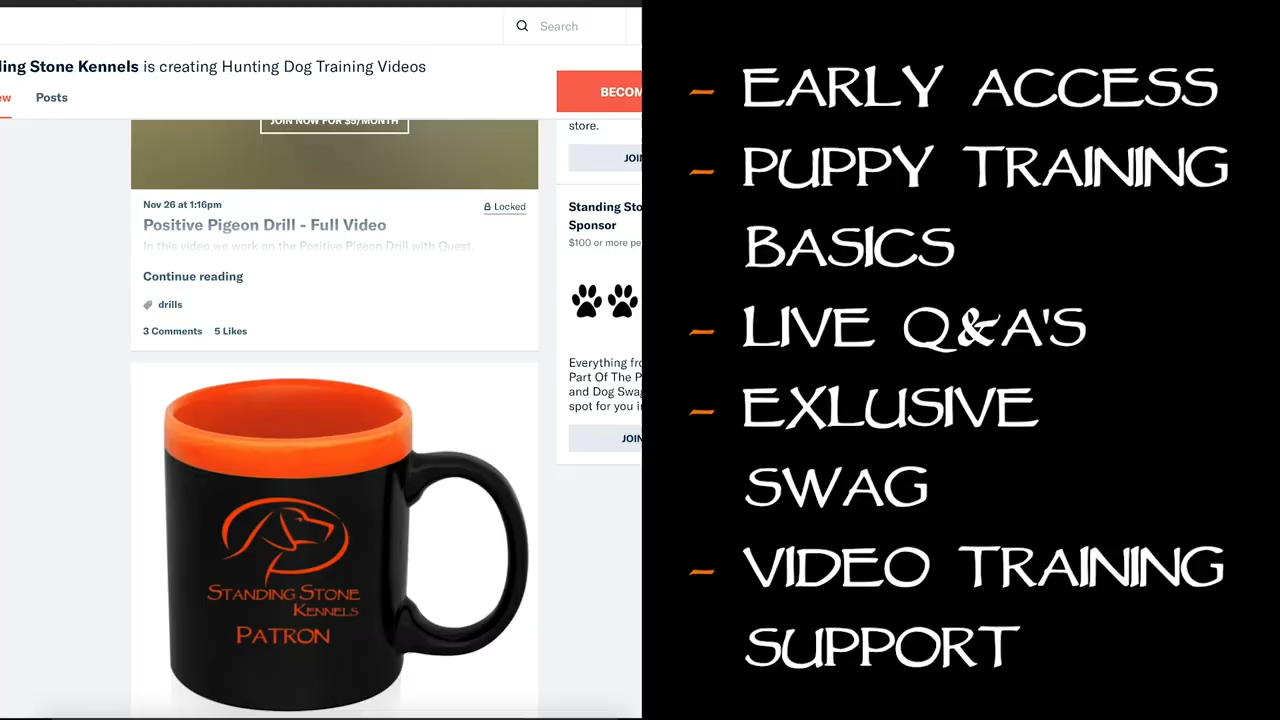 Search
ling Stone Kennels is creating Hunting Dog Training Videos
ew Posts
BECOM
JOIN NOW FOR $5/MONTH
store.
JOI
Nov 26 at 1:16pm
Locked
Positive Pigeon Drill - Full Video
In this video we work on the Positive Pigeon Drill with Quest.
Continue reading
drills
3 Comments 5 Likes
Standing Sto
Sponsor
$100 or more pe
Everything fro
Part Of The P
and Dog Swa
spot for you i
JOIN
STANDING STONE
KENNELS
PATRON
- EARLY ACCESS
- PUPPY TRAINING
BASICS
- LIVE Q&A'S
- EXLUSIVE
SWAG
- VIDEO TRAINING
SUPPORT